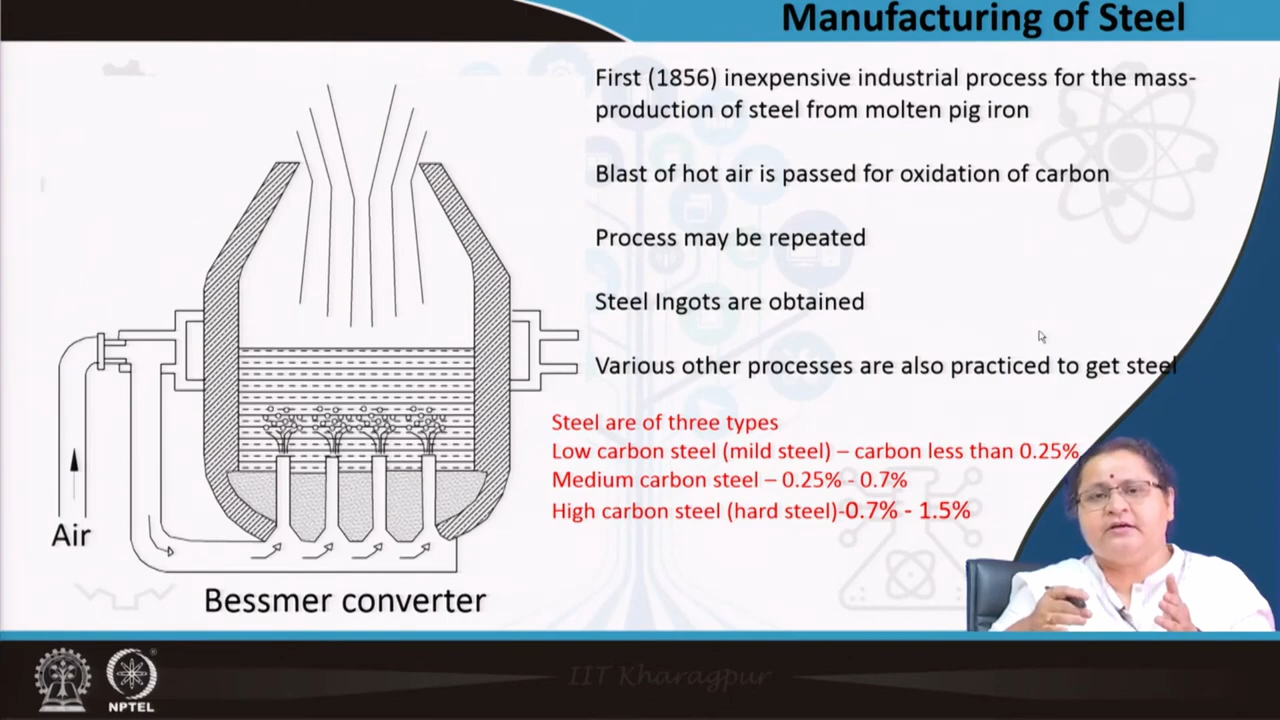 Manufacturing of Steel
First (1856) inexpensive industrial process for the mass-
production of steel from molten pig iron
Blast of hot air is passed for oxidation of carbon
Process may be repeated
Steel Ingots are obtained
Various other processes are also practiced to get steel
Steel are of three types
Low carbon steel (mild steel) – carbon less than 0.25%
Medium carbon steel – 0.25% - 0.7%
High carbon steel (hard steel)-0.7% - 1.5%
Air
Bessmer converter
IIT Kharagpur
NPTEL